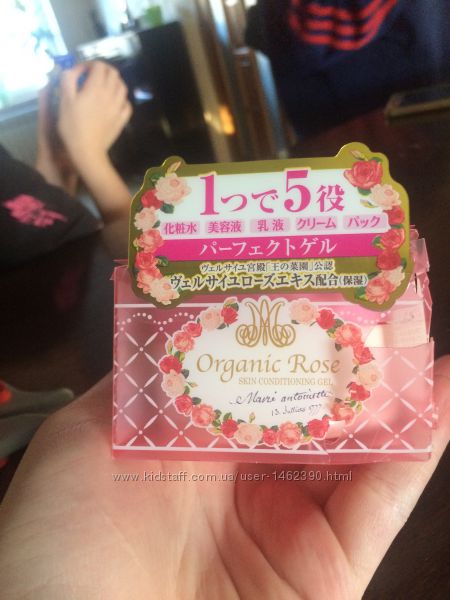 1つで5役
化粧水 美容液 乳液 クリーム パック
パーフェクトゲル
ヴェルサイユ宮殿「王の菜園」公認
ヴェルサイユローズエキス配合(保湿)
Organic Rose
SKIN CONDITIONING GEL
Marie antoinette
www.kidstaff.com.ua/user-1462390.html